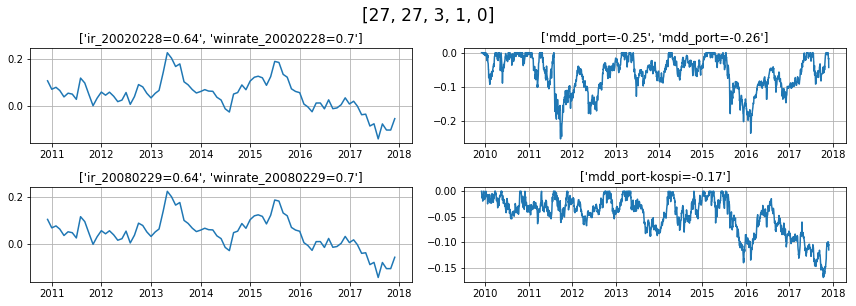 [27, 27, 3, 1, 0]
['ir_20020228=0.64', 'winrate_20020228=0.7']
0.2
0.0
2011 2012 2013 2014 2015 2016 2017 2018
['mdd_port=-0.25', 'mdd_port=-0.26']
0.0
−0.1
−0.2
2010 2011 2012 2013 2014 2015 2016 2017 2018
['ir_20080229=0.64', 'winrate_20080229=0.7']
0.2
0.0
2011 2012 2013 2014 2015 2016 2017 2018
['mdd_port-kospi=-0.17']
0.00
−0.05
−0.10
−0.15
2010 2011 2012 2013 2014 2015 2016 2017 2018